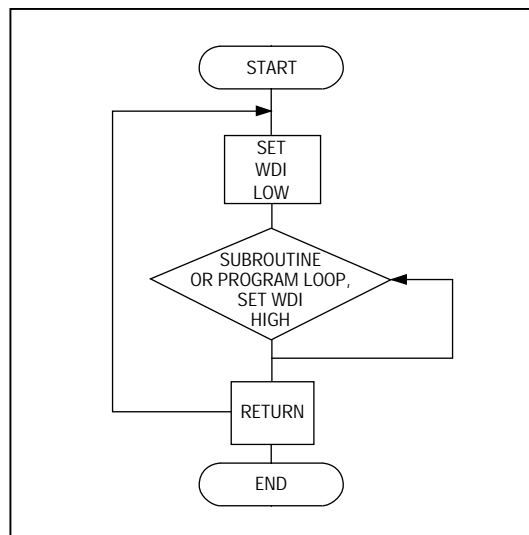 START
SET
WDI
LOW
SUBROUTINE
OR PROGRAM LOOP,
SET WDI
HIGH
RETURN
END